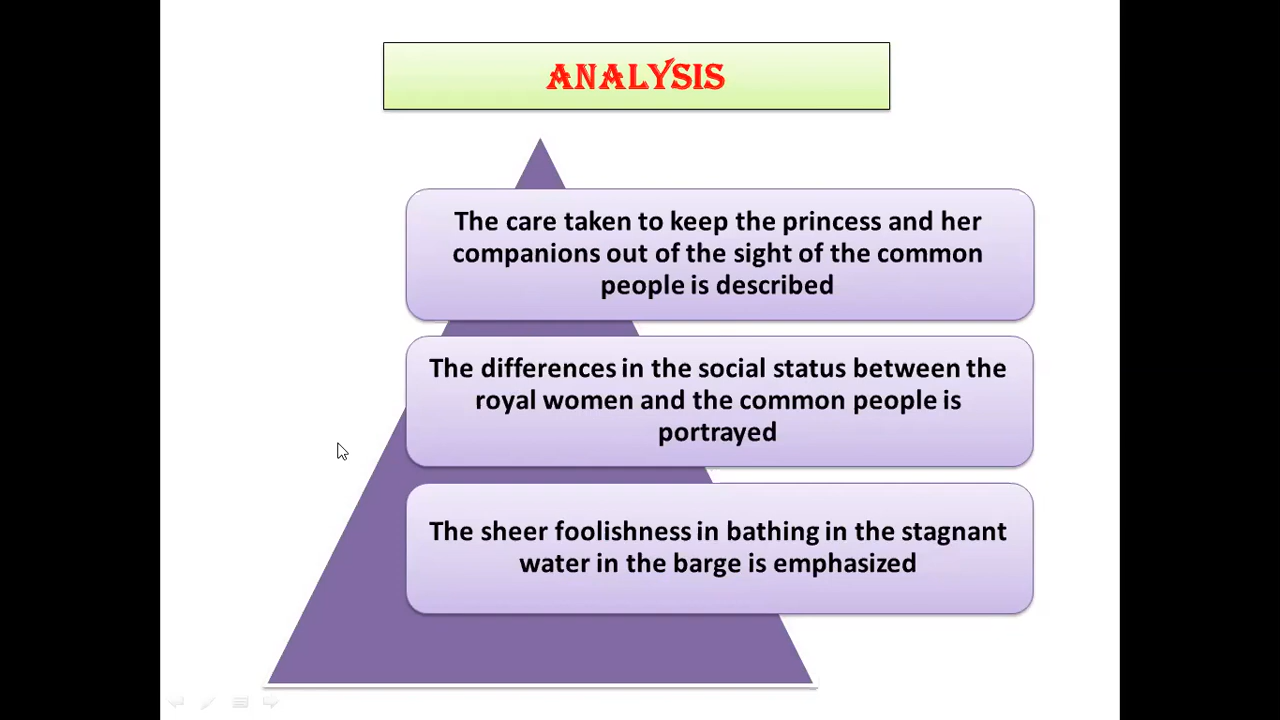 ANALYSIS
The care taken to keep the princess and her
companions out of the sight of the common
people is described
The differences in the social status between the
royal women and the common people is
portrayed
The sheer foolishness in bathing in the stagnant
water in the barge is emphasized